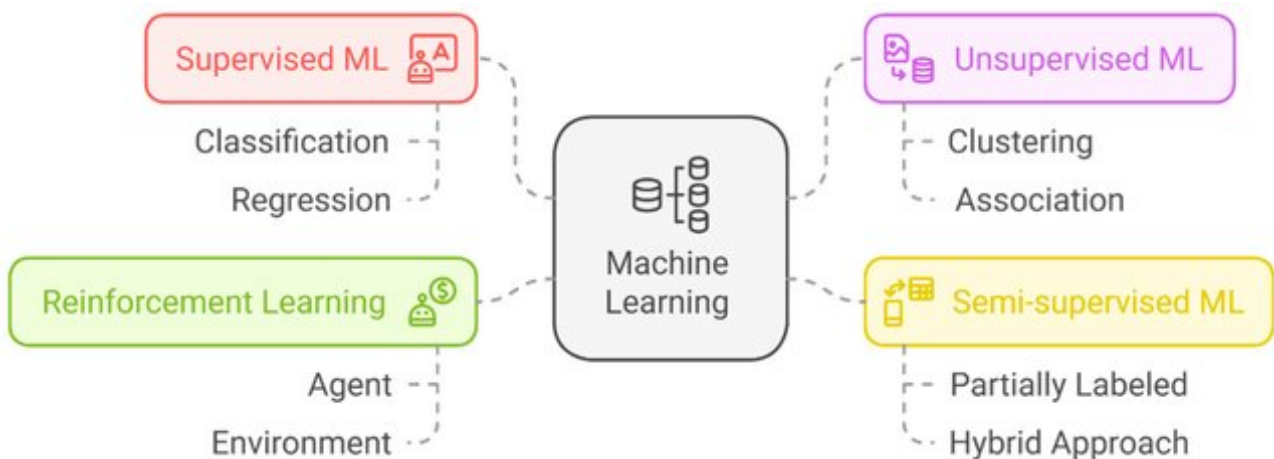 Supervised ML
A
Classification
Regression
Reinforcement Learning
$
Agent
Environment
Machine
Learning
Unsupervised ML
Clustering
Association
Semi-supervised ML
Partially Labeled
Hybrid Approach